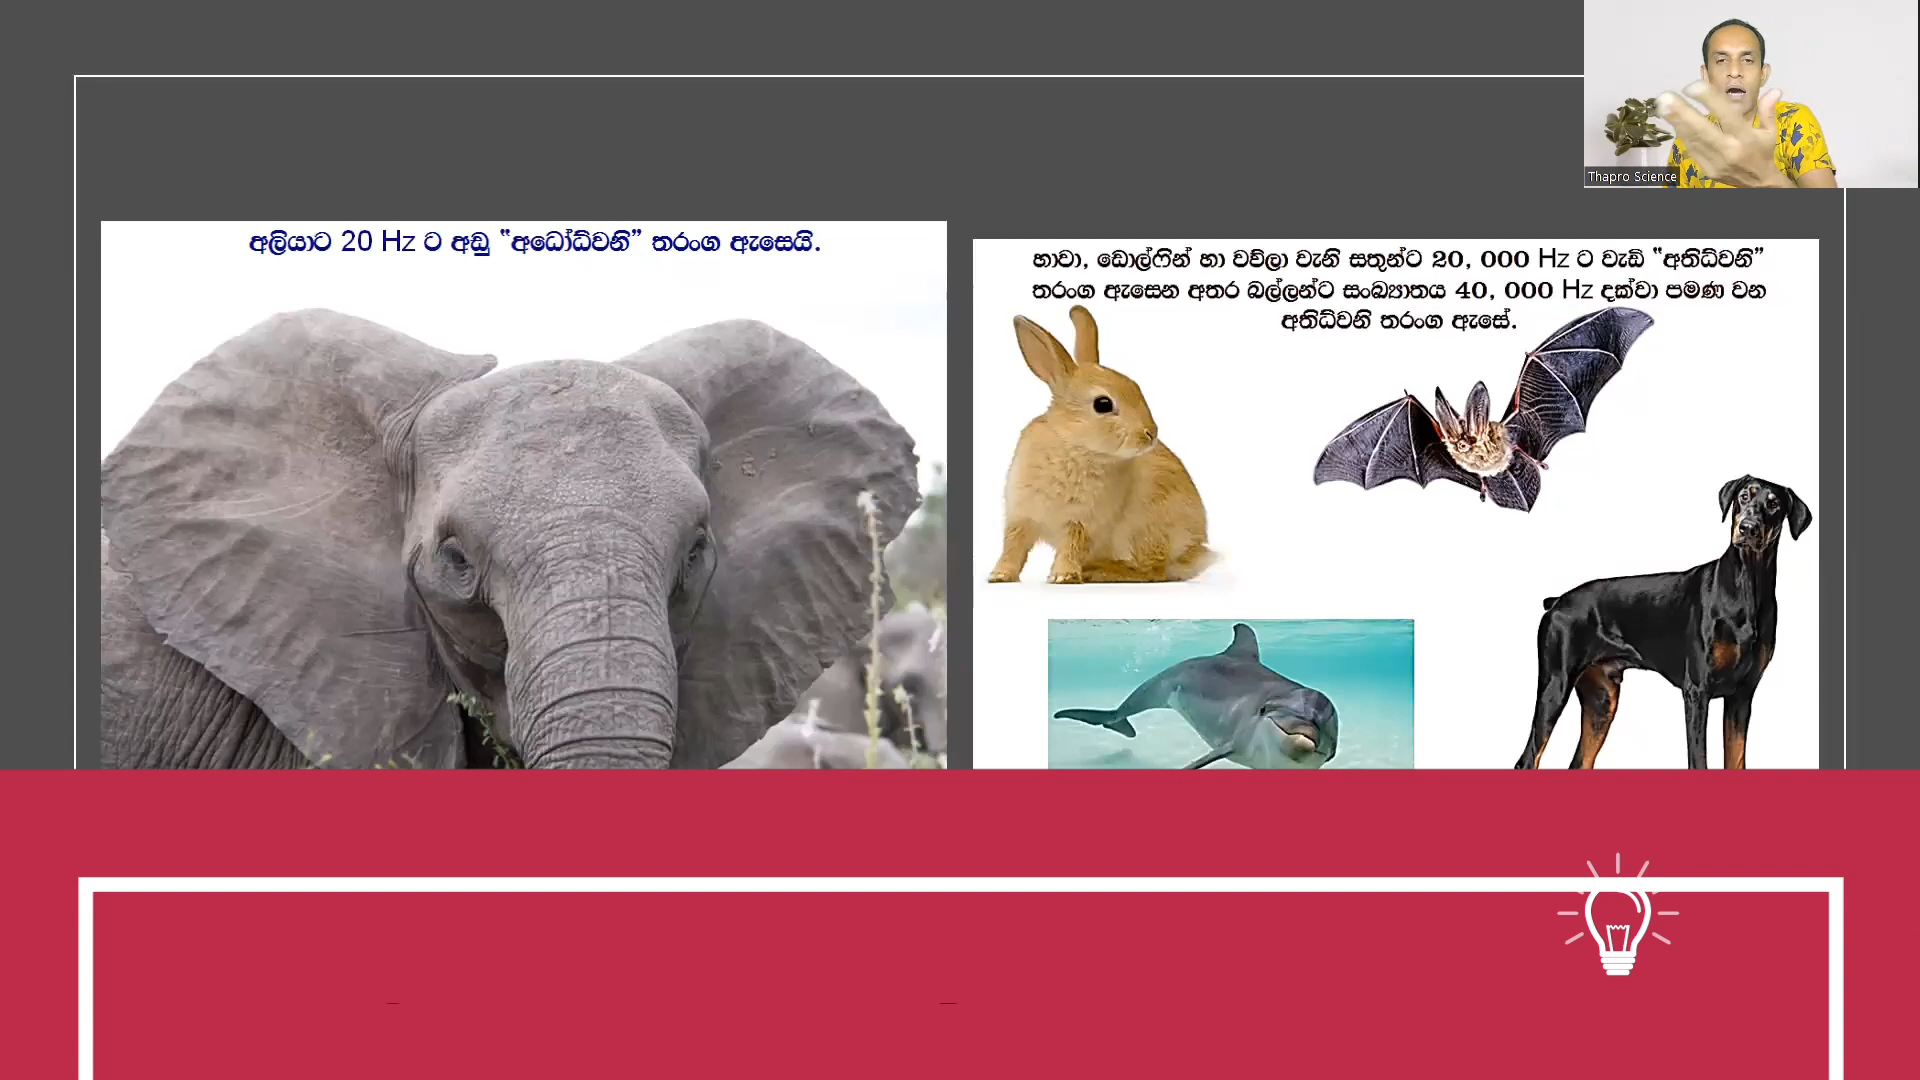 Thapro Science
අලියාට 20 Hz ට අඩු “අධෝධ්වනි” තරංග ඇසෙයි.
හාවා, ඩොල්ෆින් හා වව්ලා වැනි සතුන්ට 20, 000 Hz ට වැඩි “අතිධ්වනි”
තරංග ඇසෙන අතර බල්ලන්ට සංඛ්‍යාතය 40, 000 Hz දක්වා පමණ වන
අතිධ්වනි තරංග ඇසේ.